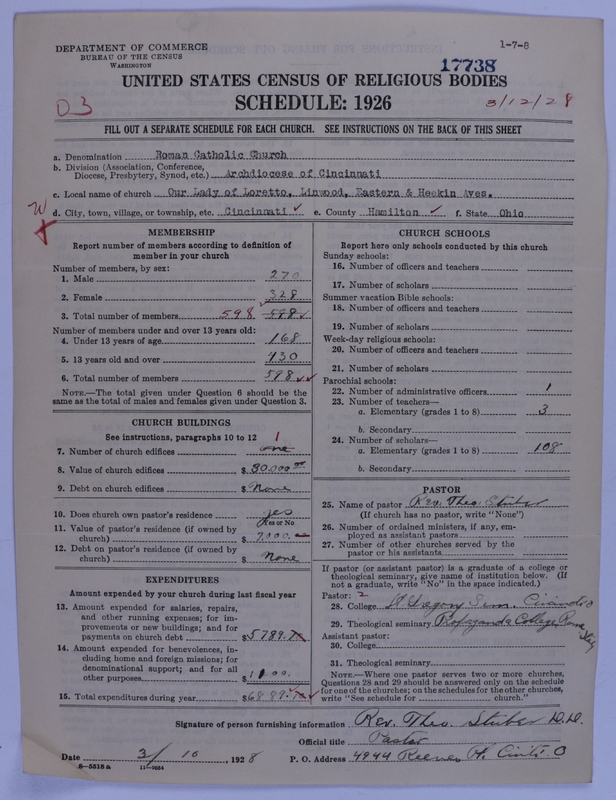 DEPARTMENT OF COMMERCE
BUREAU OF THE CENSUS
WASHINGTON
1-7-8
17738
UNITED STATES CENSUS OF RELIGIOUS BODIES
SCHEDULE: 1926
D3
3/12/28
FILL OUT A SEPARATE SCHEDULE FOR EACH CHURCH. SEE INSTRUCTIONS ON THE BACK OF THIS SHEET
a. Denomination Roman Catholic Church
b. Division (Association, Conference, Diocese, Presbytery, Synod, etc.) Archdiocese of Cincinnati
c. Local name of church Our Lady of Loretto, Linwood, Eastern & Heekin Aves.
d. City, town, village, or township, etc. Cincinnati ✓ e. County Hamilton ✓ f. State Ohio
MEMBERSHIP
Report number of members according to definition of
member in your church
Number of members, by sex:
1. Male 270
2. Female 328
3. Total number of members 598 598 ✓
Number of members under and over 13 years old:
4. Under 13 years of age 168
5. 13 years old and over 430
6. Total number of members 598 ✓✓
NOTE.—The total given under Question 6 should be
same as the total of males and females given under Question 3.
CHURCH BUILDINGS
See instructions, paragraphs 10 to 12
1
7. Number of church edifices one
8. Value of church edifices $30.000.00
9. Debt on church edifices $ None
10. Does church own pastor's residence yes
(Yes or No
11. Value of pastor's residence (if owned by
church) $ 7,000.
12. Debt on pastor's residence (if owned by
church) $ None
EXPENDITURES
Amount expended by your church during last fiscal year
13. Amount expended for salaries, repairs,
and other running expenses; for im-
provements or new buildings; and for
payments on church debt $5789.
14. Amount expended for benevolences, in-
cluding home and foreign missions; for
denominational support; and for all
other purposes $
15. Total expenditures during year $6889.
CHURCH SCHOOLS
Report here only schools conducted by this church
Sunday schools:
16. Number of officers and teachers
17. Number of scholars
Summer vacation Bible schools:
18. Number of officers and teachers
19. Number of scholars
Week-day religious schools:
20. Number of officers and teachers
21. Number of scholars
Parochial schools:
22. Number of administrative officers 1
23. Number of teachers—
a. Elementary (grades 1 to 8) 3
b. Secondary
24. Number of scholars—
a. Elementary (grades 1 to 8) 108
b. Secondary
PASTOR
25. Name of pastor Rev. Theo. Stuber
(If church has no pastor, write "None")
26. Number of ordained ministers, if any, em-
ployed as assistant pastors
27. Number of other churches served by the
pastor or his assistants
If pastor (or assistant pastor) is a graduate of a college or
theological seminary, give name of institution below. (If
not a graduate, write "No" in the space indicated.)
Pastor: 2
28. College St Gregory Sem. Cincinnati O
29. Theological seminary Propaganda College Rome Italy
Assistant pastor:
30. College
31. Theological seminary
NOTE.—Where one pastor serves two or more churches,
Questions 28 and 29 should be answered only on the schedule
for one of the churches; on the schedules for the other churches,
write "See schedule for church."
Signature of person furnishing information Rev. Theo. Stuber D.D.
Official title Pastor
Date 3/10 1928 P. O. Address 4944 Reeves Pl. Cinti. O
8—5518 a